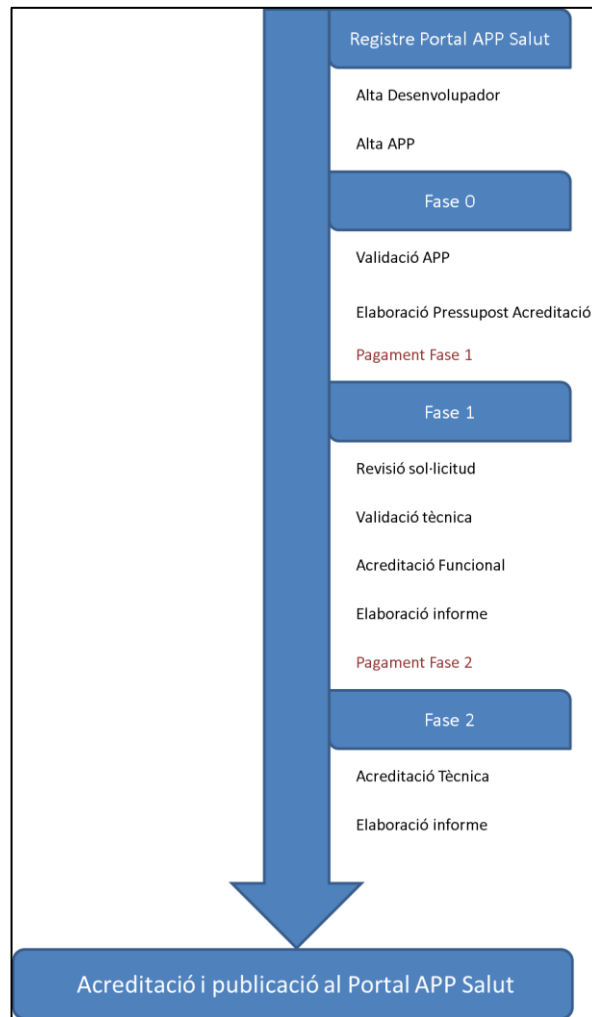 Registre Portal APP Salut
Alta Desenvolupador
Alta APP
Fase 0
Validació APP
Elaboració Pressupost Acreditació
Pagament Fase 1
Fase 1
Revisió sol·licitud
Validació tècnica
Acreditació Funcional
Elaboració informe
Pagament Fase 2
Fase 2
Acreditació Tècnica
Elaboració informe
Acreditació i publicació al Portal APP Salut